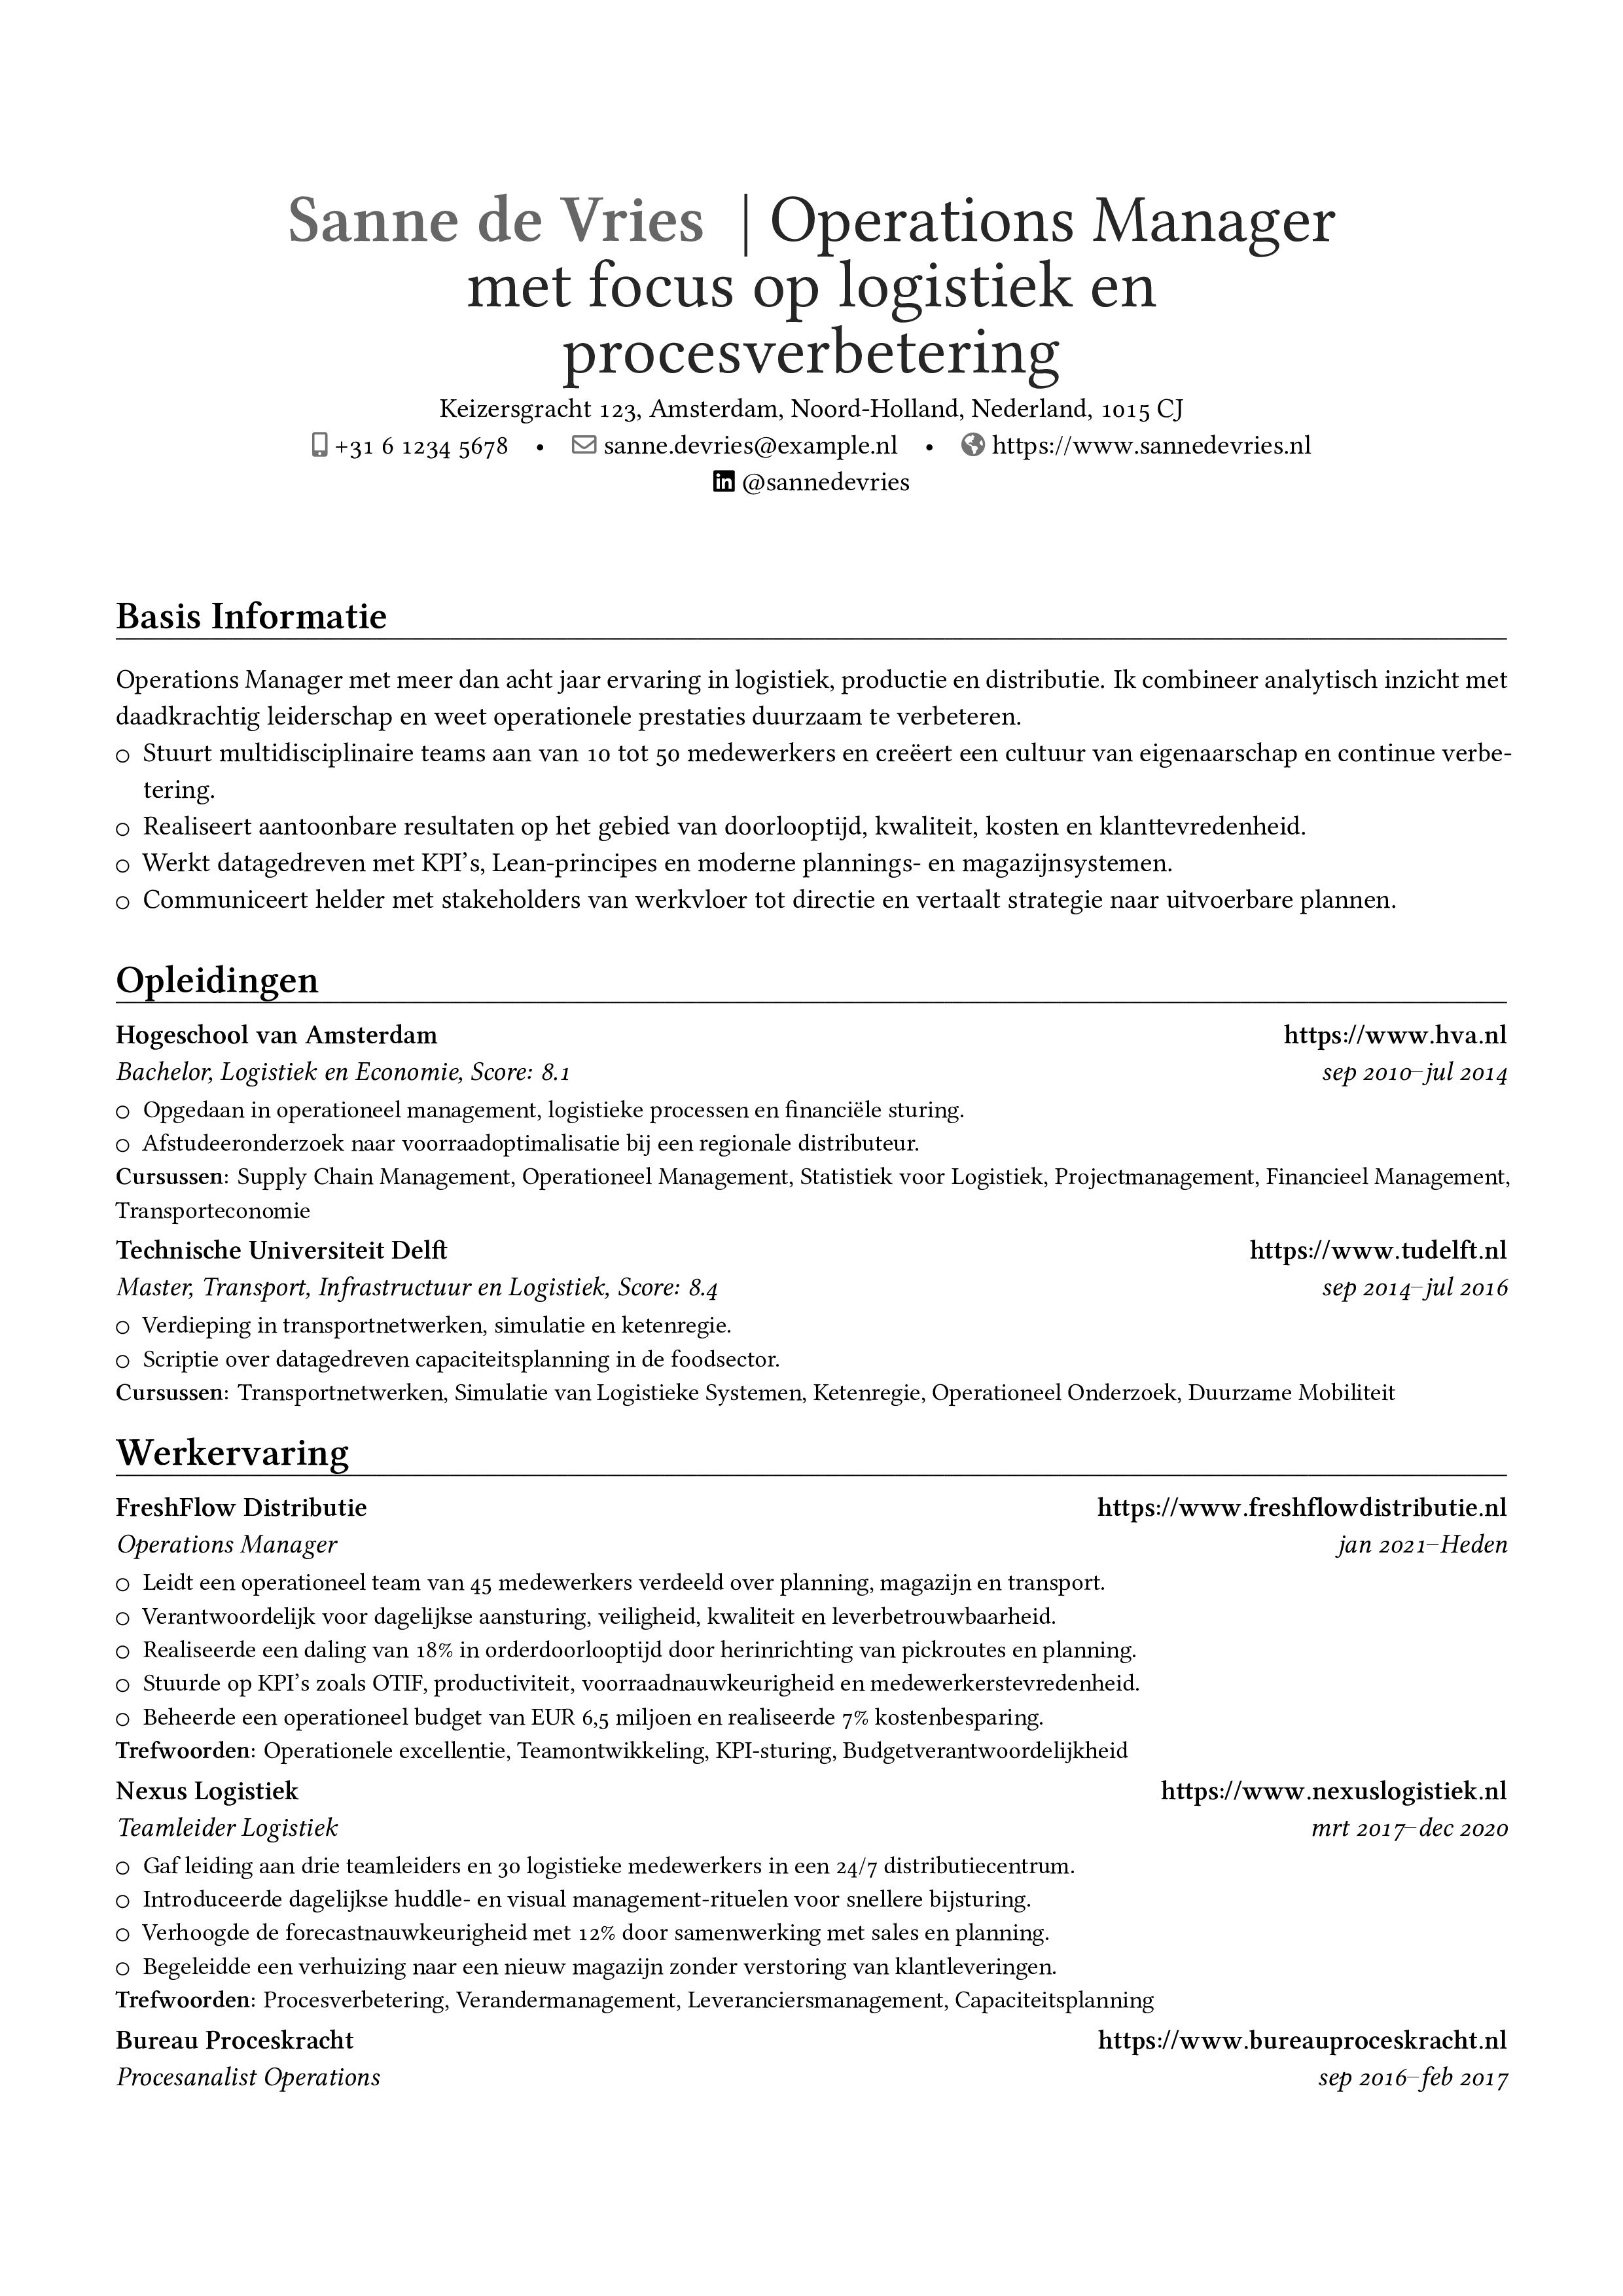 Sanne de Vries | Operations Manager
met focus op logistiek en
procesverbetering
Keizersgracht 123, Amsterdam, Noord-Holland, Nederland, 1015 CJ
+31 6 1234 5678 • sanne.devries@example.nl • https://www.sannedevries.nl
@sannedevries
Basis Informatie
Operations Manager met meer dan acht jaar ervaring in logistiek, productie en distributie. Ik combineer analytisch inzicht met
daadkrachtig leiderschap en weet operationele prestaties duurzaam te verbeteren.
○ Stuurt multidisciplinaire teams aan van 10 tot 50 medewerkers en creëert een cultuur van eigenaarschap en continue verbe-
tering.
○ Realiseert aantoonbare resultaten op het gebied van doorlooptijd, kwaliteit, kosten en klanttevredenheid.
○ Werkt datagedreven met KPI's, Lean-principes en moderne plannings- en magazijnsystemen.
○ Communiceert helder met stakeholders van werkvloer tot directie en vertaalt strategie naar uitvoerbare plannen.
Opleidingen
Hogeschool van Amsterdam https://www.hva.nl
Bachelor, Logistiek en Economie, Score: 8.1 sep 2010–jul 2014
○ Opgedaan in operationeel management, logistieke processen en financiële sturing.
○ Afstudeeronderzoek naar voorraadoptimalisatie bij een regionale distributeur.
Cursussen: Supply Chain Management, Operationeel Management, Statistiek voor Logistiek, Projectmanagement, Financieel Management,
Transporteconomie
Technische Universiteit Delft https://www.tudelft.nl
Master, Transport, Infrastructuur en Logistiek, Score: 8.4 sep 2014–jul 2016
○ Verdieping in transportnetwerken, simulatie en ketenregie.
○ Scriptie over datagedreven capaciteitsplanning in de foodsector.
Cursussen: Transportnetwerken, Simulatie van Logistieke Systemen, Ketenregie, Operationeel Onderzoek, Duurzame Mobiliteit
Werkervaring
FreshFlow Distributie https://www.freshflowdistributie.nl
Operations Manager jan 2021–Heden
○ Leidt een operationeel team van 45 medewerkers verdeeld over planning, magazijn en transport.
○ Verantwoordelijk voor dagelijkse aansturing, veiligheid, kwaliteit en leverbetrouwbaarheid.
○ Realiseerde een daling van 18% in orderdoorlooptijd door herinrichting van pickroutes en planning.
○ Stuurde op KPI's zoals OTIF, productiviteit, voorraadnauwkeurigheid en medewerkerstevredenheid.
○ Beheerde een operationeel budget van EUR 6,5 miljoen en realiseerde 7% kostenbesparing.
Trefwoorden: Operationele excellentie, Teamontwikkeling, KPI-sturing, Budgetverantwoordelijkheid
Nexus Logistiek https://www.nexuslogistiek.nl
Teamleider Logistiek mrt 2017–dec 2020
○ Gaf leiding aan drie teamleiders en 30 logistieke medewerkers in een 24/7 distributiecentrum.
○ Introduceerde dagelijkse huddle- en visual management-rituelen voor snellere bijsturing.
○ Verhoogde de forecastnauwkeurigheid met 12% door samenwerking met sales en planning.
○ Begeleidde een verhuizing naar een nieuw magazijn zonder verstoring van klantleveringen.
Trefwoorden: Procesverbetering, Verandermanagement, Leveranciersmanagement, Capaciteitsplanning
Bureau Proceskracht https://www.bureauproceskracht.nl
Procesanalist Operations sep 2016–feb 2017